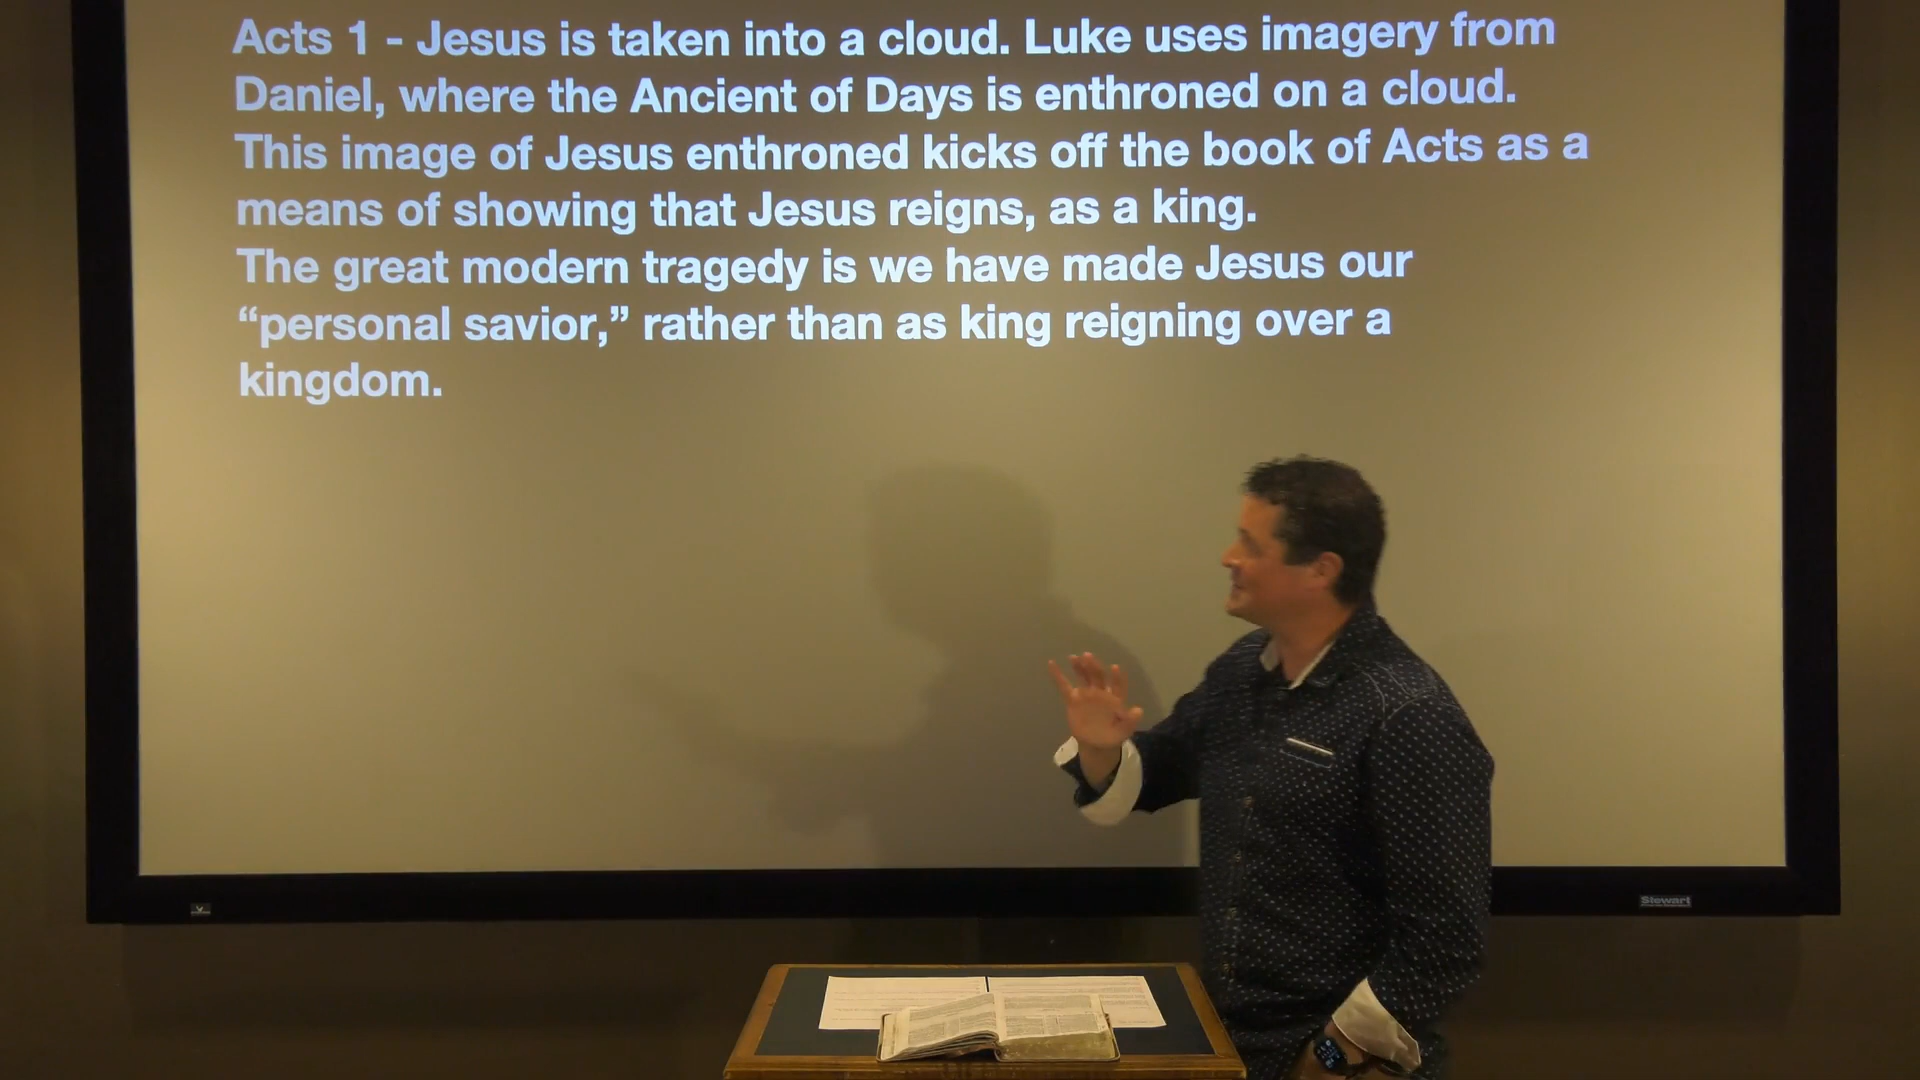 Acts 1 - Jesus is taken into a cloud. Luke uses imagery from
Daniel, where the Ancient of Days is enthroned on a cloud.
This image of Jesus enthroned kicks off the book of Acts as a
means of showing that Jesus reigns, as a king.
The great modern tragedy is we have made Jesus our
“personal savior,” rather than as king reigning over a
kingdom.
Stewart